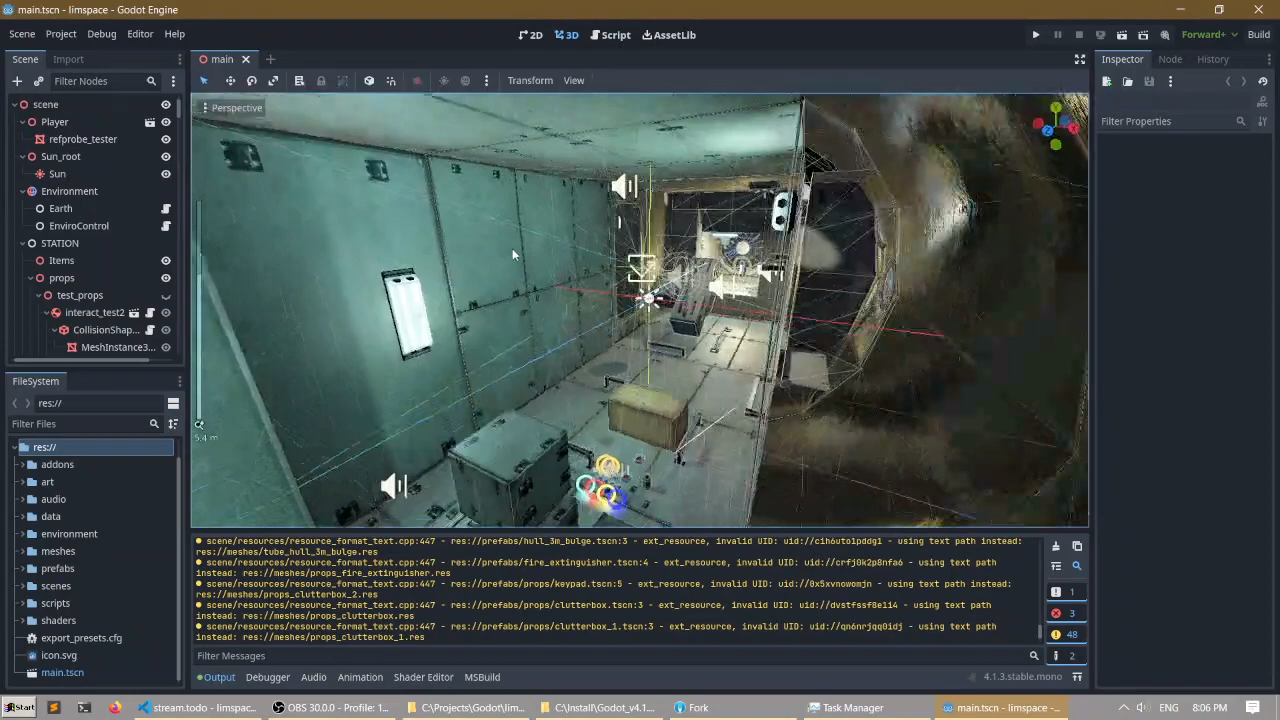 main.tscn - limspace - Godot Engine
Scene Project Debug Editor Help
2D 3D Script AssetLib
Forward+ Build
Scene Import
Filter Nodes
scene
Player
refprobe_tester
Sun_root
Sun
Environment
Earth
EnviroControl
STATION
Items
props
test_props
interact_test2
CollisionShap...
MeshInstance3...
FileSystem
res://
Filter Files
res://
addons
art
audio
data
environment
meshes
prefabs
scenes
scripts
shaders
export_presets.cfg
icon.svg
main.tscn
main
Transform View
Perspective
Y
X
Z
5.4 m
scene/resources/resource_format_text.cpp:447 - res://prefabs/hull_3m_bulge.tscn:3 - ext_resource, invalid UID: uid://cih6uto1pddg1 - using text path instead:
res://meshes/tube_hull_3m_bulge.res
scene/resources/resource_format_text.cpp:447 - res://prefabs/fire_extinguisher.tscn:4 - ext_resource, invalid UID: uid://crfj0k2p8nfa6 - using text path
instead: res://meshes/props_fire_extinguisher.res
scene/resources/resource_format_text.cpp:447 - res://prefabs/props/keypad.tscn:5 - ext_resource, invalid UID: uid://0x5xvnowomjn - using text path instead:
res://meshes/props_clutterbox_2.res
scene/resources/resource_format_text.cpp:447 - res://prefabs/props/clutterbox.tscn:3 - ext_resource, invalid UID: uid://dvstfssf8e1i4 - using text path
instead: res://meshes/props_clutterbox.res
scene/resources/resource_format_text.cpp:447 - res://prefabs/props/clutterbox_1.tscn:3 - ext_resource, invalid UID: uid://qn6nrjqq0idj - using text path
instead: res://meshes/props_clutterbox_1.res
1
3
48
2
Filter Messages
Output Debugger Audio Animation Shader Editor MSBuild
4.1.3.stable.mono
Inspector Node History
DOC
Filter Properties
Start
stream.todo - limspac...
OBS 30.0.0 - Profile: 1...
C:\Projects\Godot\lim...
C:\Install\Godot_v4.1...
Fork
Task Manager
main.tscn - limspace -...
ENG
8:06 PM